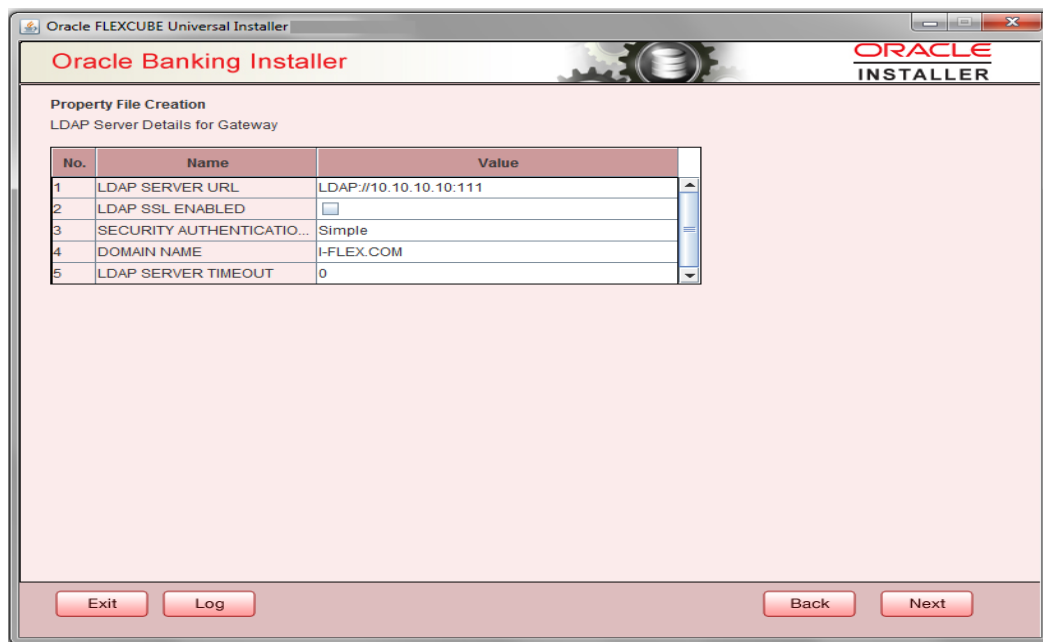 Oracle FLEXCUBE Universal Installer
Oracle Banking Installer
ORACLE
INSTALLER
Property File Creation
LDAP Server Details for Gateway
No. Name Value
1 LDAP SERVER URL LDAP://10.10.10.10:111
2 LDAP SSL ENABLED
3 SECURITY AUTHENTICATIO... Simple
4 DOMAIN NAME I-FLEX.COM
5 LDAP SERVER TIMEOUT 0
Exit Log Back Next